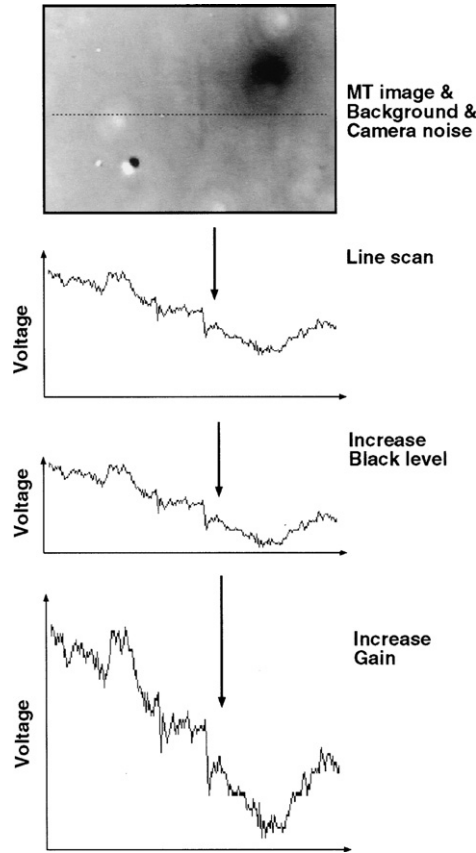 MT image &
Background &
Camera noise
Line scan
Voltage
Increase
Black level
Voltage
Increase
Gain
Voltage